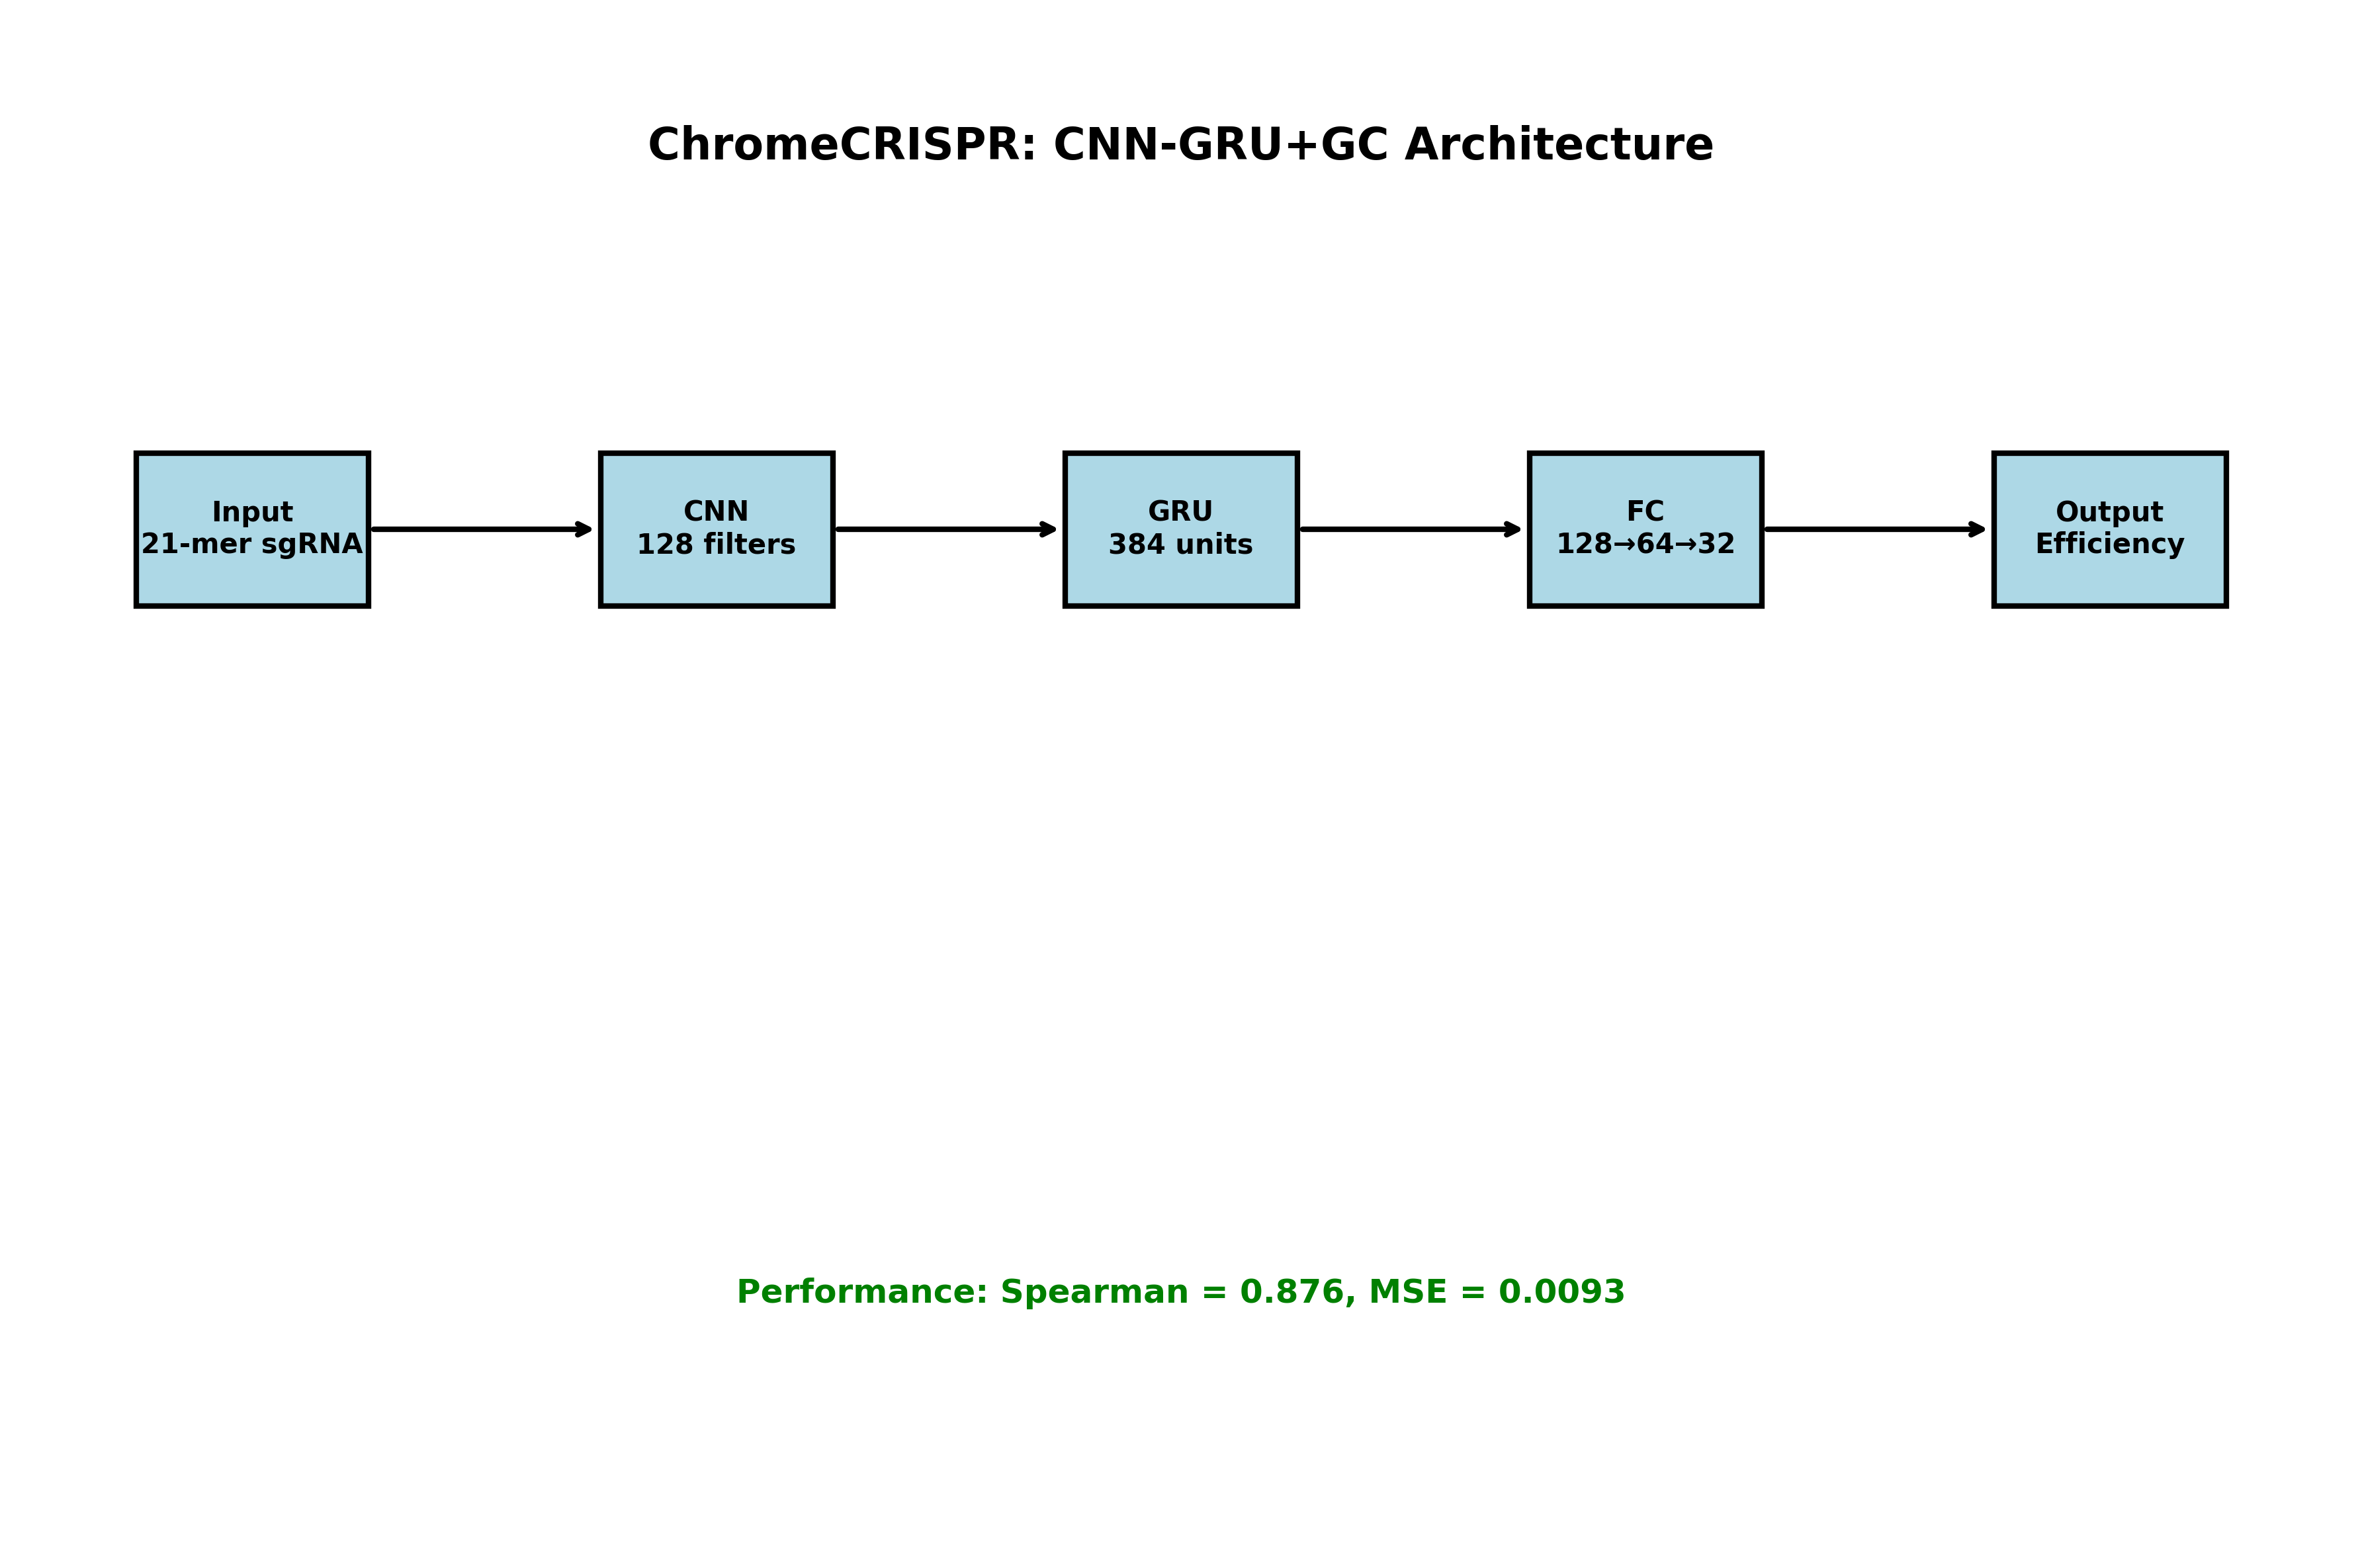 ChromeCRISPR: CNN-GRU+GC Architecture
Input
21-mer sgRNA
CNN
128 filters
GRU
384 units
FC
128→64→32
Output
Efficiency
Performance: Spearman = 0.876, MSE = 0.0093